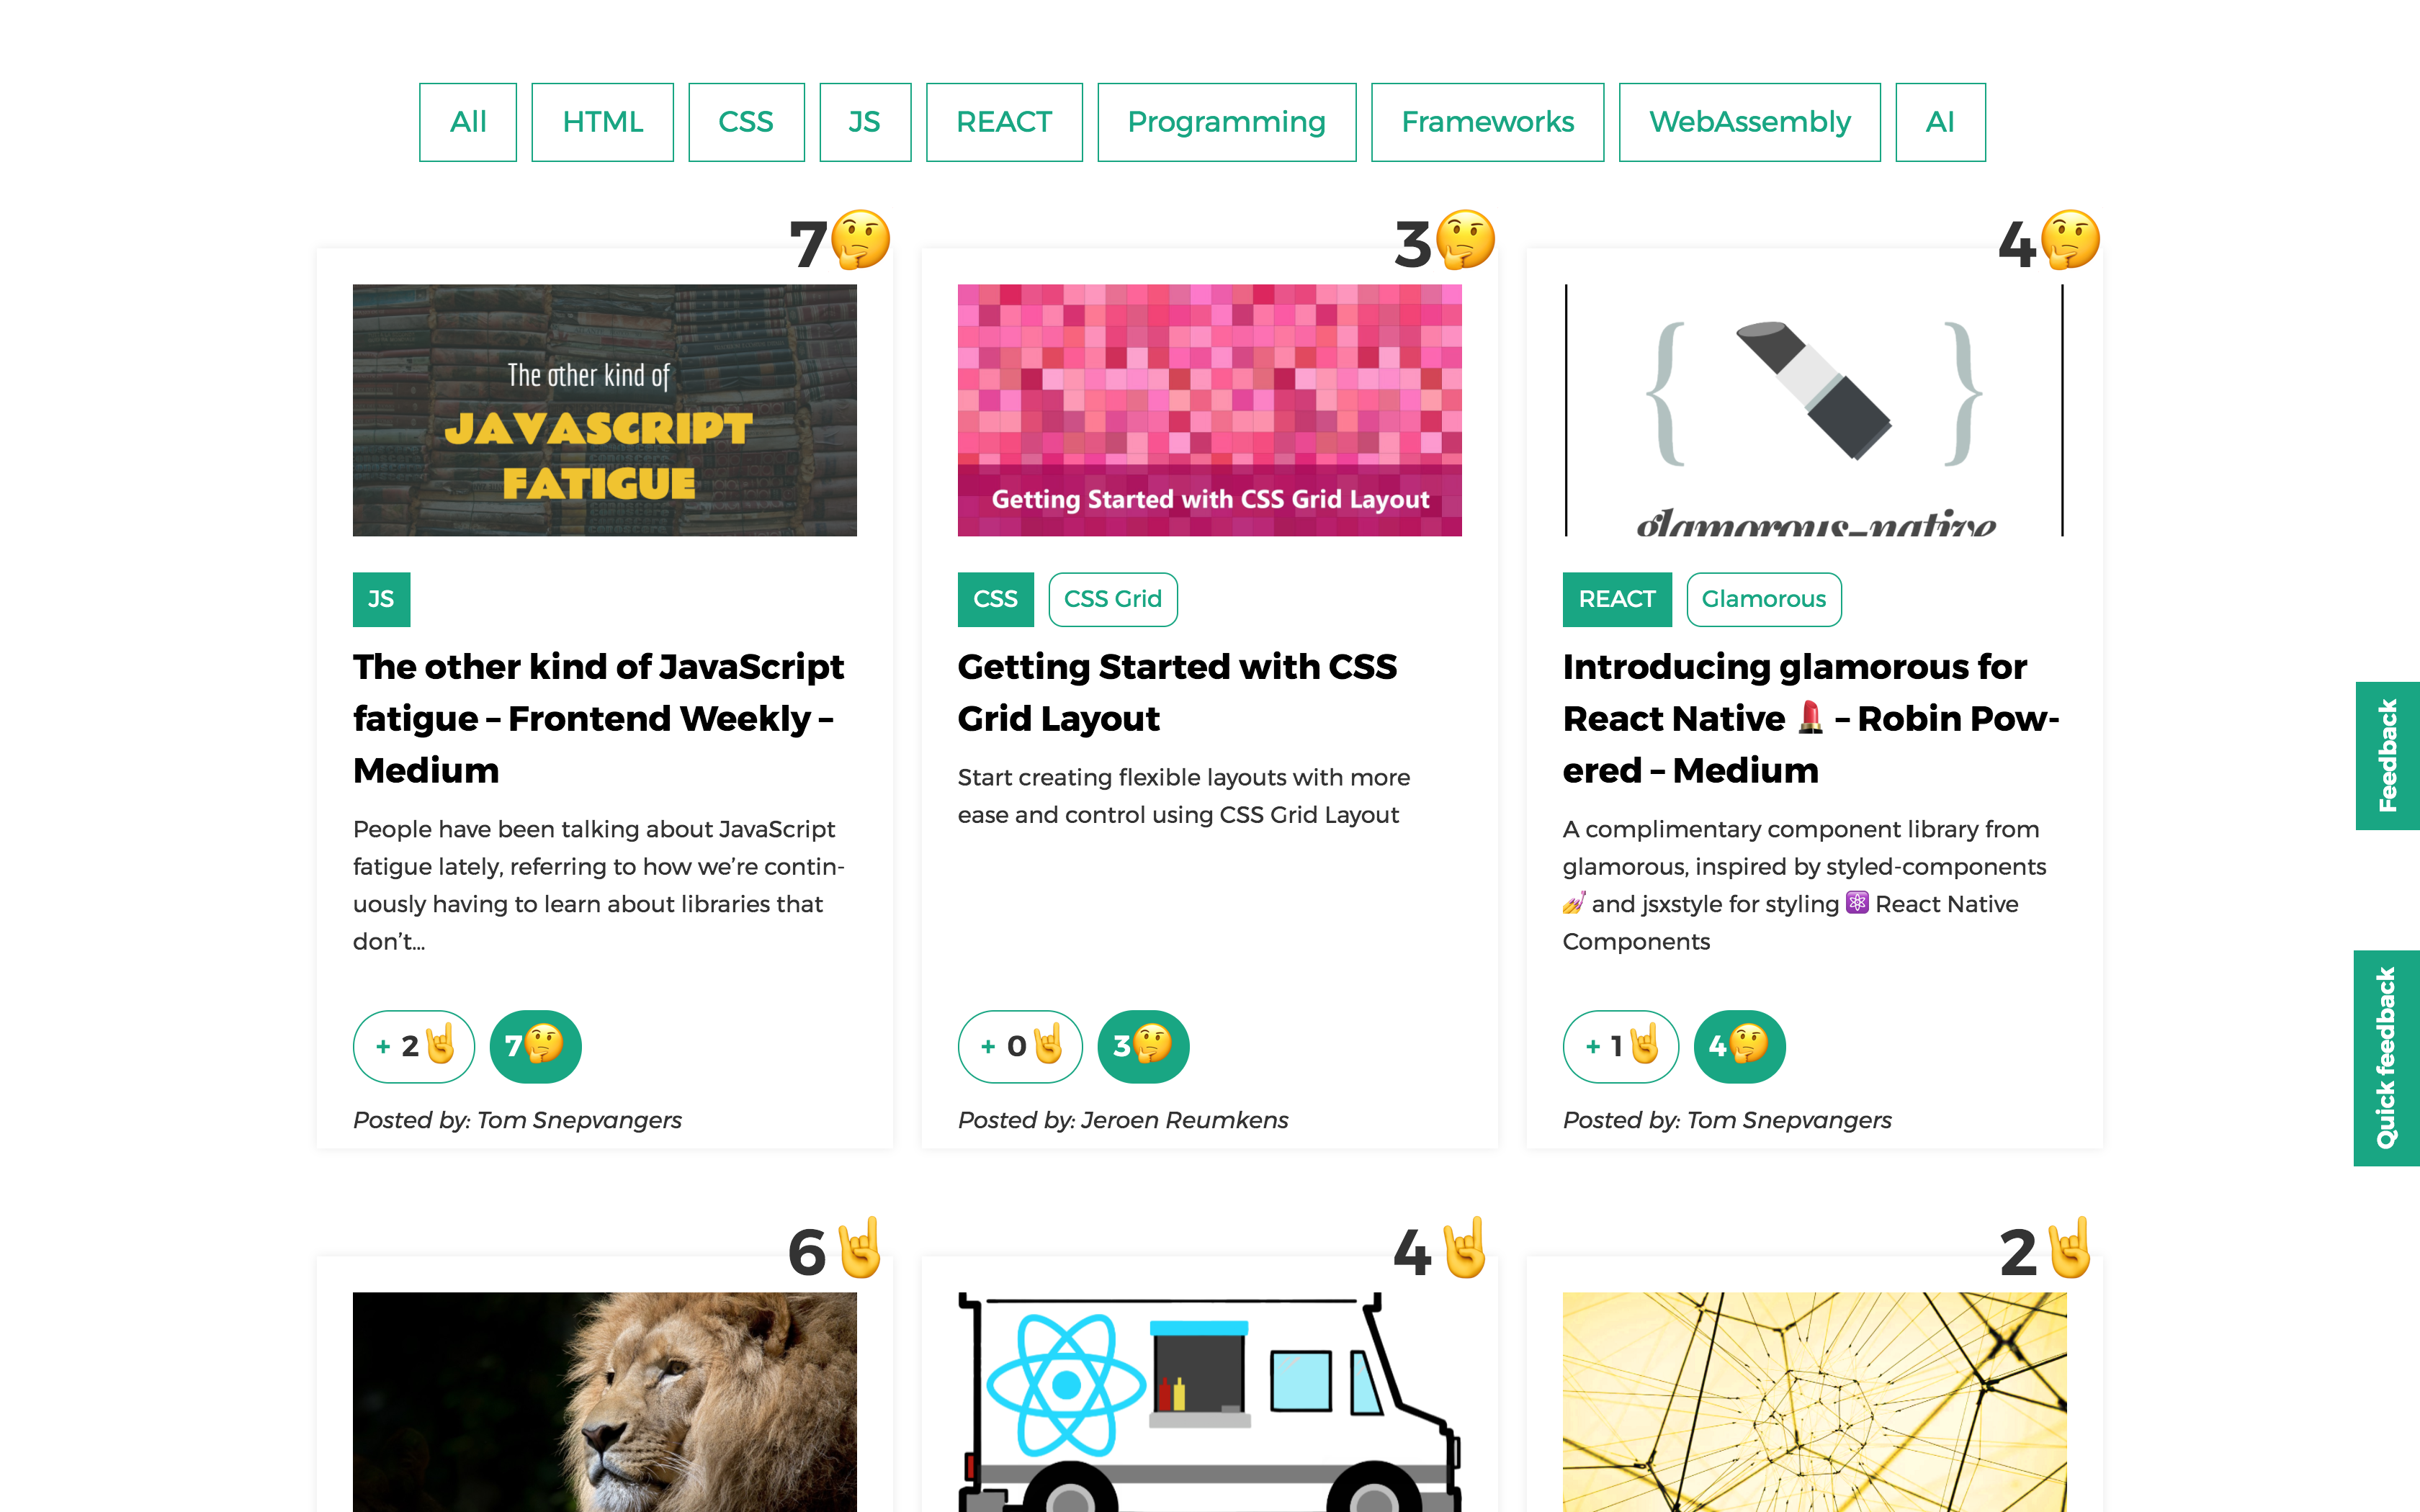 All
HTML
CSS
JS
REACT
Programming
Frameworks
WebAssembly
AI
7🤔
The other kind of
JAVASCRIPT
FATIGUE
JS
The other kind of JavaScript
fatigue – Frontend Weekly –
Medium
People have been talking about JavaScript
fatigue lately, referring to how we’re contin-
uously having to learn about libraries that
don’t...
+ 2🤘
7🤔
Posted by: Tom Snepvangers
3🤔
Getting Started with CSS Grid Layout
CSS
CSS Grid
Getting Started with CSS
Grid Layout
Start creating flexible layouts with more
ease and control using CSS Grid Layout
+ 0🤘
3🤔
Posted by: Jeroen Reumkens
4🤔
{ }
glamorous-native
REACT
Glamorous
Introducing glamorous for
React Native 💄 – Robin Pow-
ered – Medium
A complimentary component library from
glamorous, inspired by styled-components
💅 and jsxstyle for styling ⚛️ React Native
Components
+ 1🤘
4🤔
Posted by: Tom Snepvangers
Feedback
Quick feedback
6🤘
4🤘
2🤘